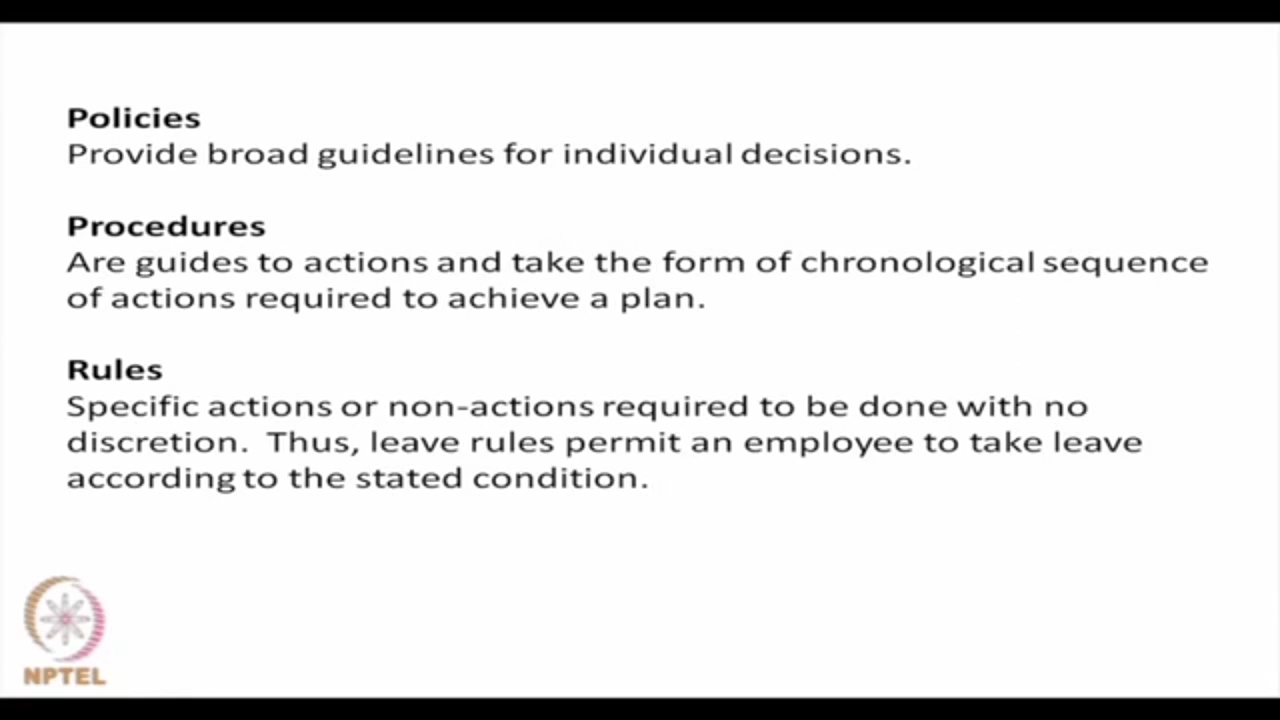 Policies
Provide broad guidelines for individual decisions.
Procedures
Are guides to actions and take the form of chronological sequence
of actions required to achieve a plan.
Rules
Specific actions or non-actions required to be done with no
discretion.  Thus, leave rules permit an employee to take leave
according to the stated condition.
NPTEL